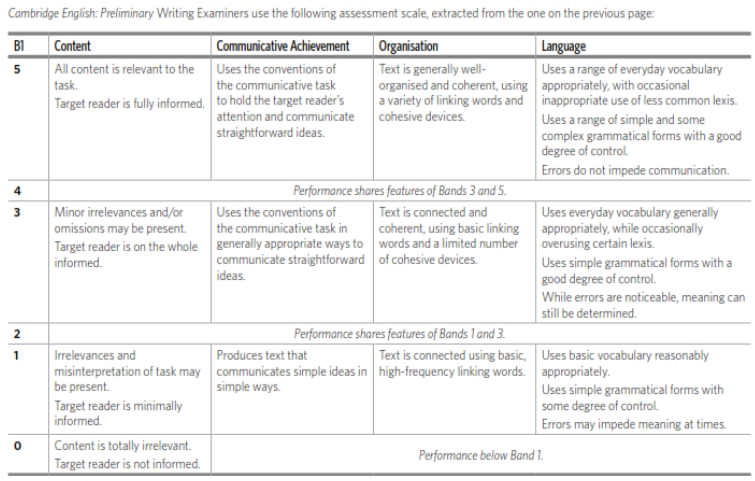 Cambridge English: Preliminary Writing Examiners use the following assessment scale, extracted from the one on the previous page:
B1 Content Communicative Achievement Organisation Language
5
All content is relevant to the
task.
Target reader is fully informed.
Uses the conventions of
the communicative task
to hold the target reader's
attention and communicate
straightforward ideas.
Text is generally well-
organised and coherent, using
a variety of linking words and
cohesive devices.
Uses a range of everyday vocabulary
appropriately, with occasional
inappropriate use of less common lexis.
Uses a range of simple and some
complex grammatical forms with a good
degree of control.
Errors do not impede communication.
4 Performance shares features of Bands 3 and 5.
3
Minor irrelevances and/or
omissions may be present.
Target reader is on the whole
informed.
Uses the conventions of
the communicative task in
generally appropriate ways to
communicate straightforward
ideas.
Text is connected and
coherent, using basic linking
words and a limited number
of cohesive devices.
Uses everyday vocabulary generally
appropriately, while occasionally
overusing certain lexis.
Uses simple grammatical forms with a
good degree of control.
While errors are noticeable, meaning can
still be determined.
2 Performance shares features of Bands 1 and 3.
1
Irrelevances and
misinterpretation of task may
be present.
Target reader is minimally
informed.
Produces text that
communicates simple ideas in
simple ways.
Text is connected using basic,
high-frequency linking words.
Uses basic vocabulary reasonably
appropriately.
Uses simple grammatical forms with
some degree of control.
Errors may impede meaning at times.
0
Content is totally irrelevant.
Target reader is not informed.
Performance below Band 1.